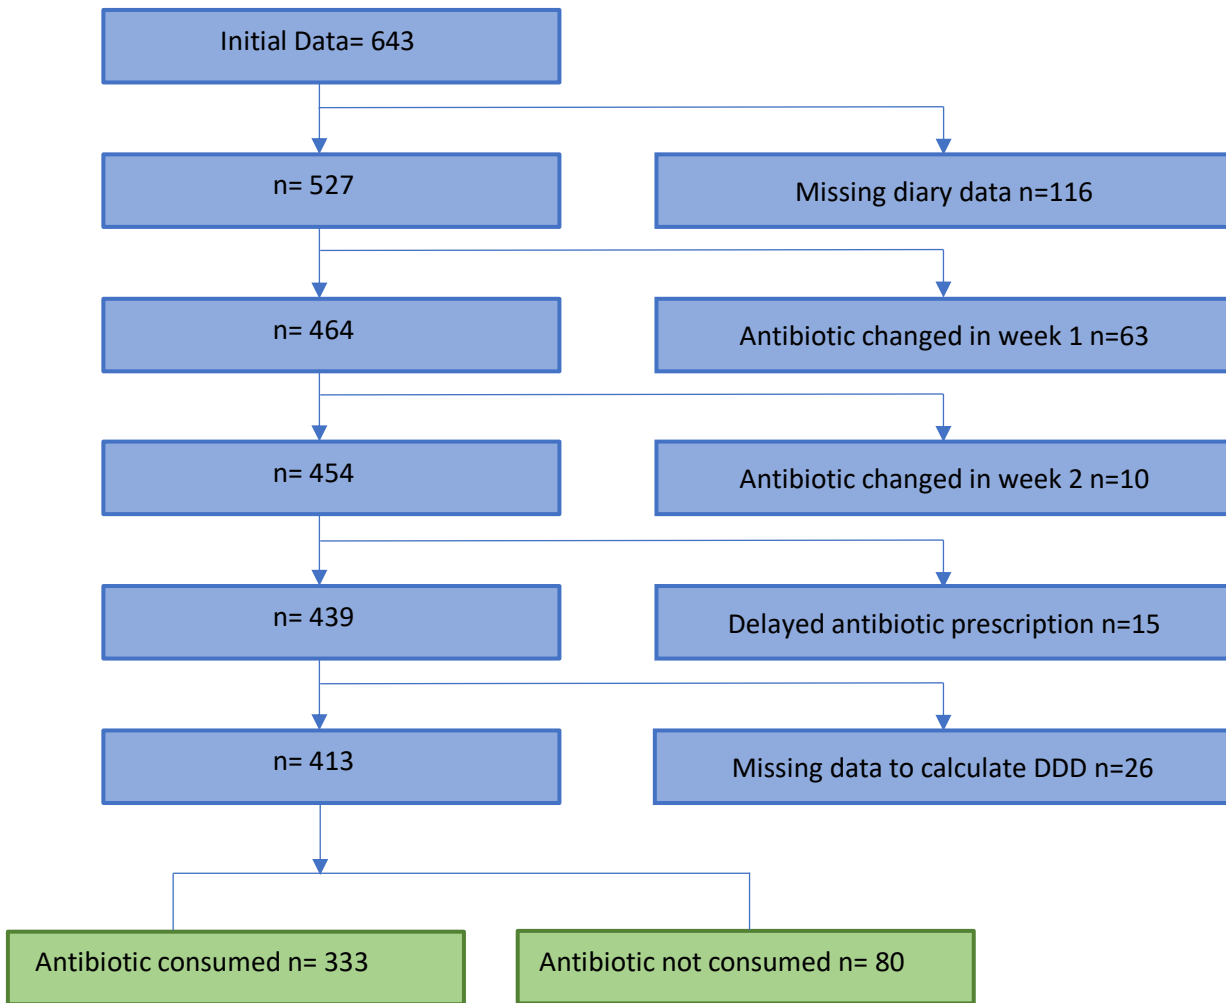 Initial Data= 643
n= 527
Missing diary data n=116
n= 464
Antibiotic changed in week 1 n=63
n= 454
Antibiotic changed in week 2 n=10
n= 439
Delayed antibiotic prescription n=15
n= 413
Missing data to calculate DDD n=26
Antibiotic consumed n= 333
Antibiotic not consumed n= 80